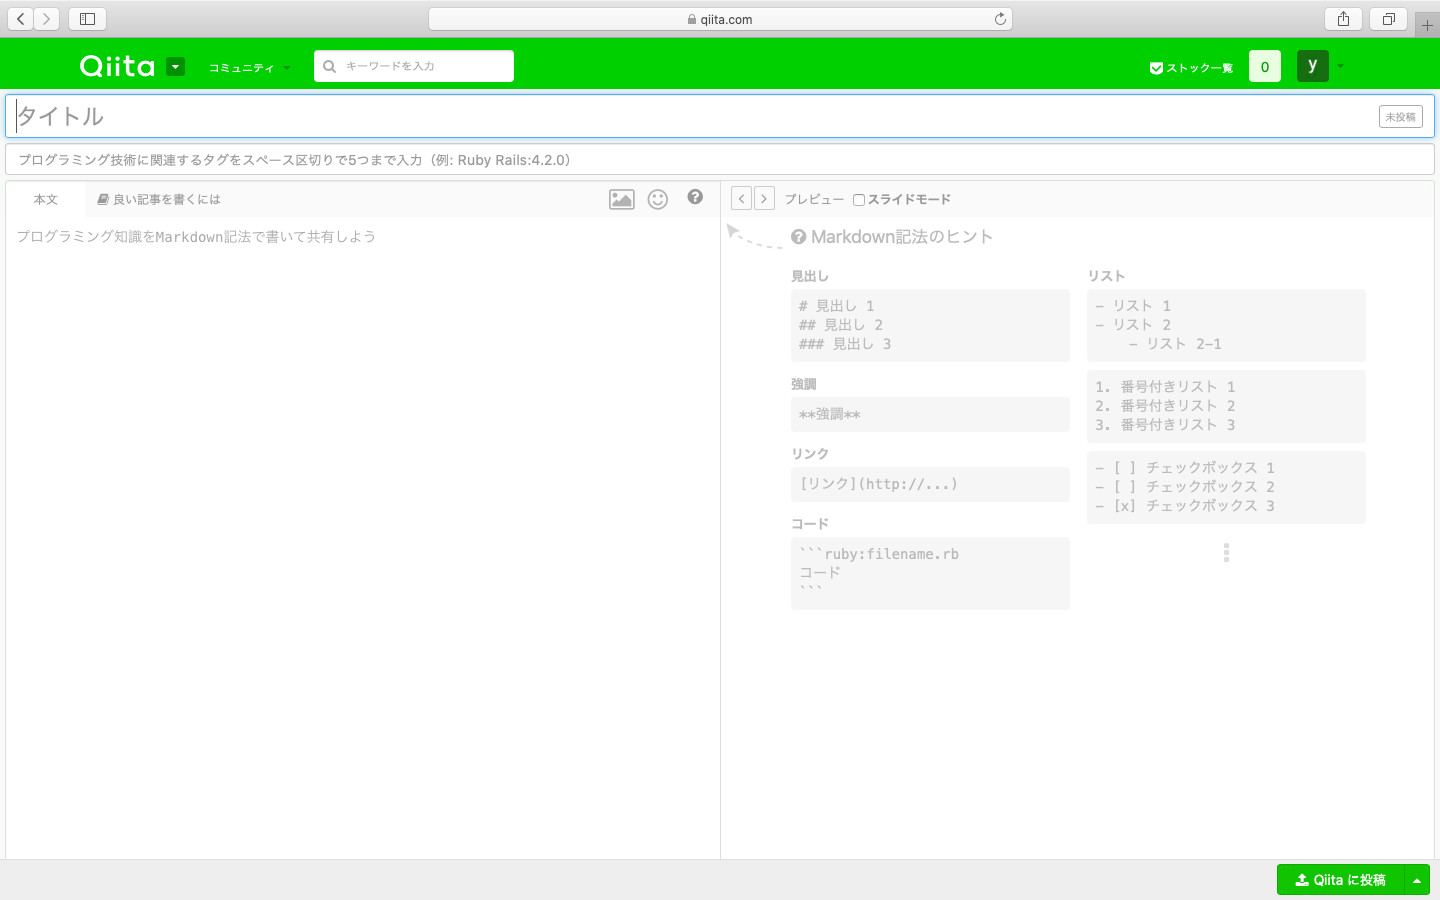 qiita.com
Qiita コミュニティ キーワードを入力 ストック一覧 0 y
タイトル 未投稿
プログラミング技術に関連するタグをスペース区切りで5つまで入力（例: Ruby Rails:4.2.0）
本文 良い記事を書くには
プログラミング知識をMarkdown記法で書いて共有しよう
プレビュー スライドモード
Markdown記法のヒント
見出し
# 見出し 1
## 見出し 2
### 見出し 3
強調
**強調**
リンク
[リンク](http://...)
コード
```ruby:filename.rb
コード
```
リスト
- リスト 1
- リスト 2
    - リスト 2-1
1. 番号付きリスト 1
2. 番号付きリスト 2
3. 番号付きリスト 3
- [ ] チェックボックス 1
- [ ] チェックボックス 2
- [x] チェックボックス 3
Qiita に投稿